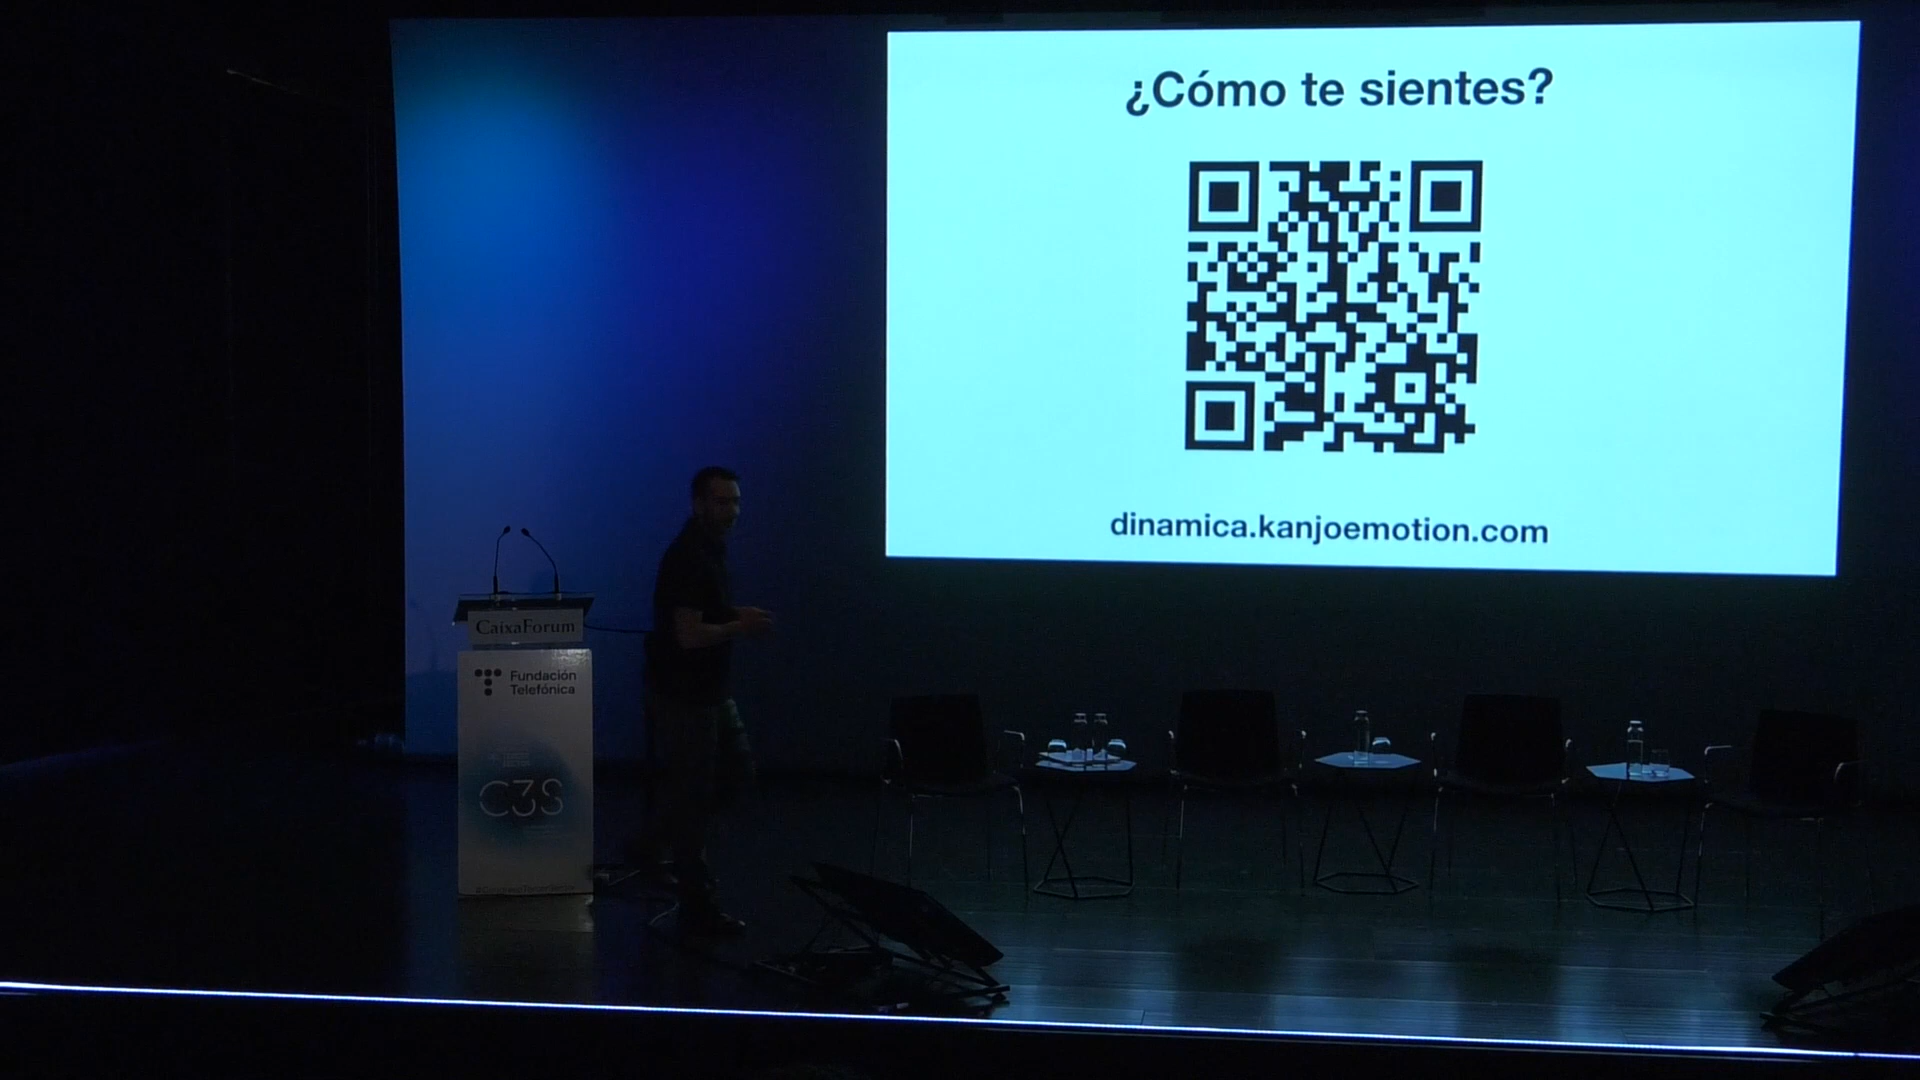 ¿Cómo te sientes?
dinamica.kanjoemotion.com
CaixaForum
Fundación
Telefónica
C3S